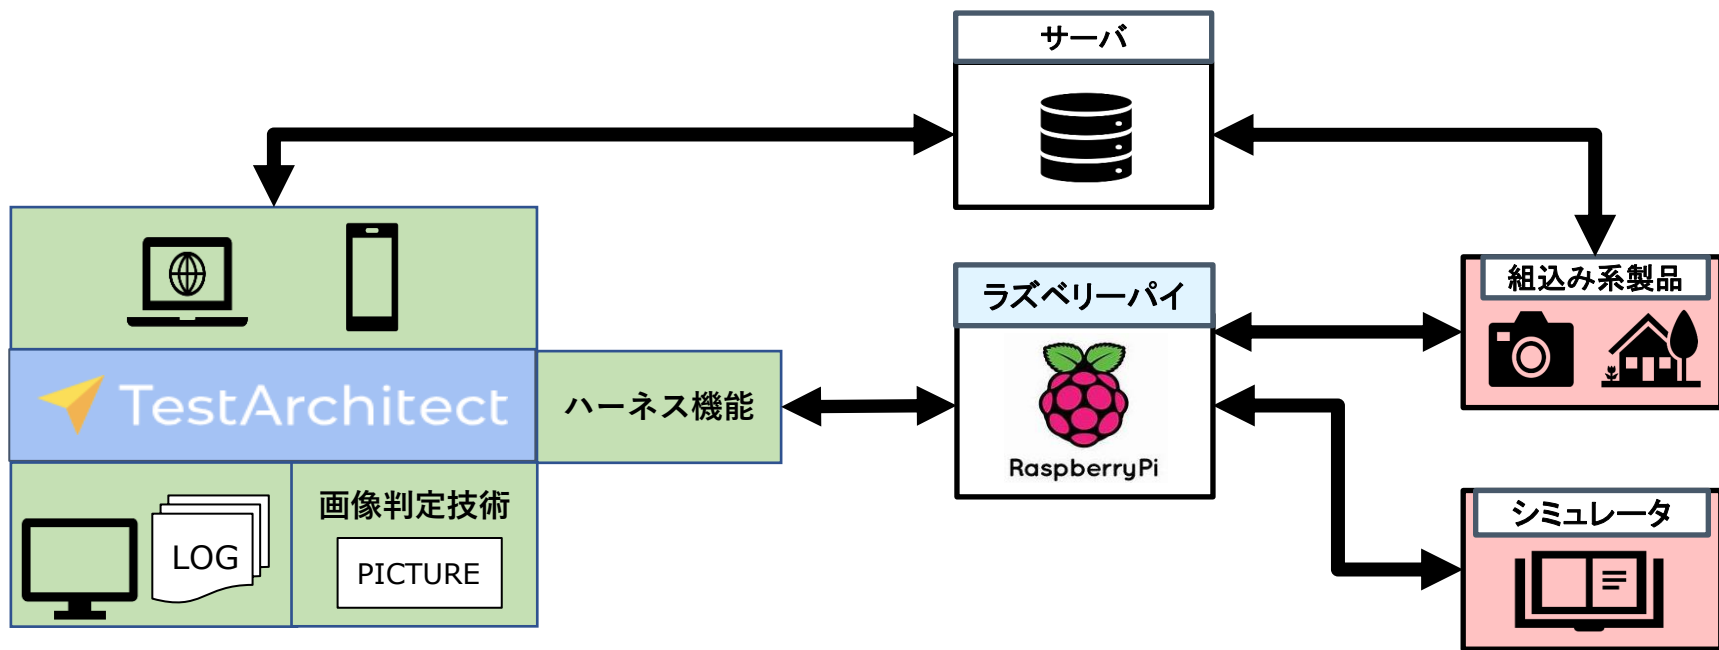 サーバ
組込み系製品
ラズベリーパイ
TestArchitect
ハーネス機能
RaspberryPi
画像判定技術
シミュレータ
LOG
PICTURE